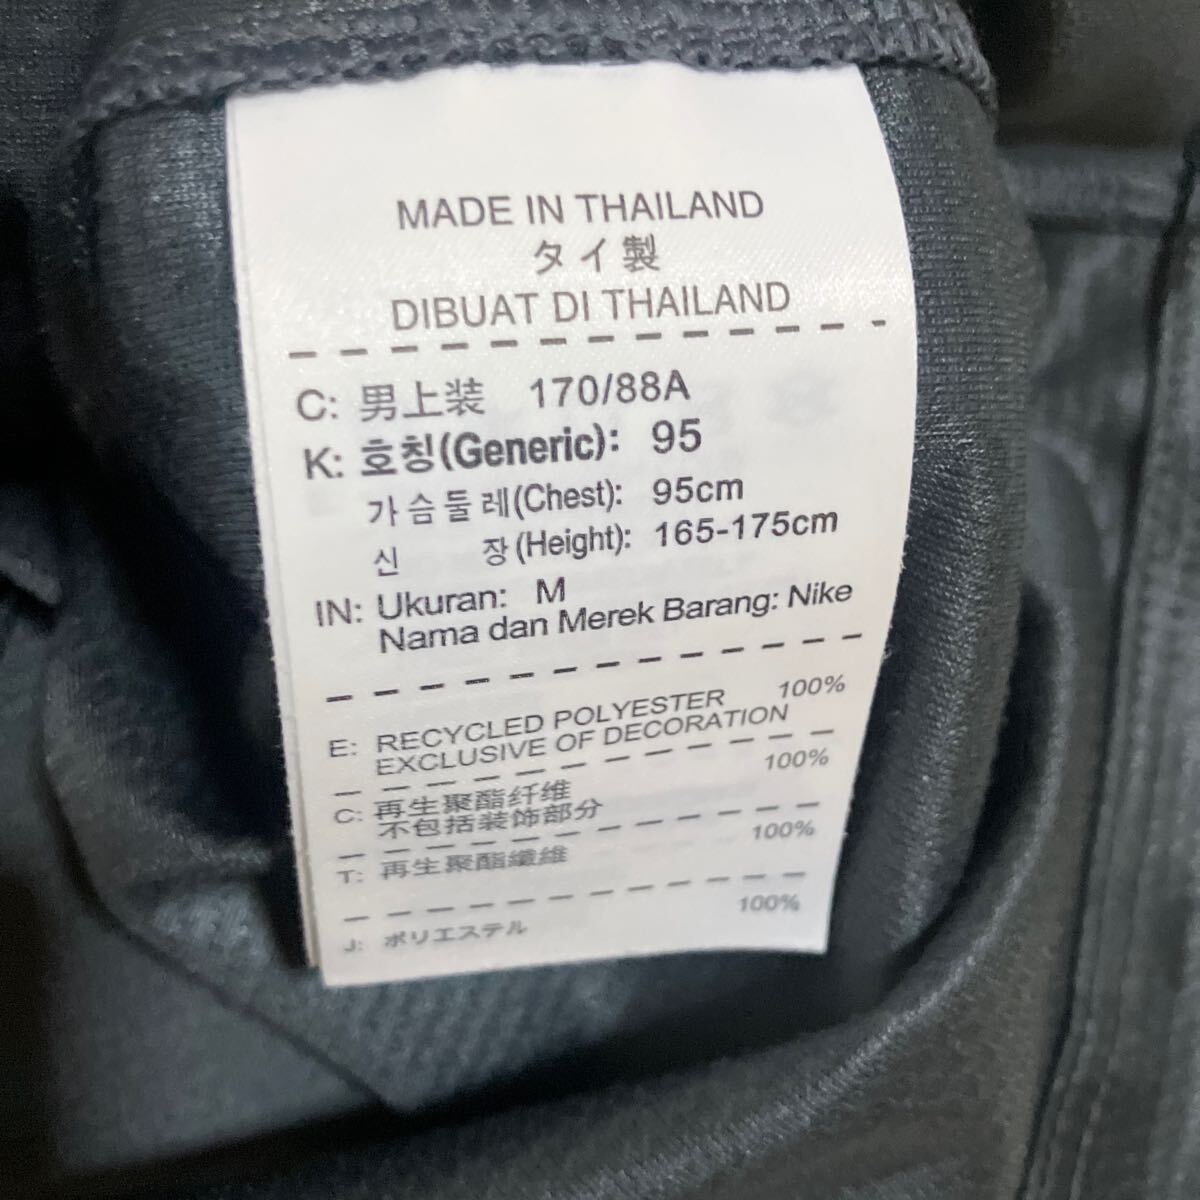 MADE IN THAILAND
タイ製
DIBUAT DI THAILAND
C: 男上装 170/88A
K: 호칭(Generic): 95
가슴둘레(Chest): 95cm
신 장(Height): 165-175cm
IN: Ukuran: M
Nama dan Merek Barang: Nike
E: RECYCLED POLYESTER 100%
EXCLUSIVE OF DECORATION
C: 再生聚酯纤维 100%
不包括装饰部分
T: 再生聚酯纖維 100%
J: ポリエステル 100%